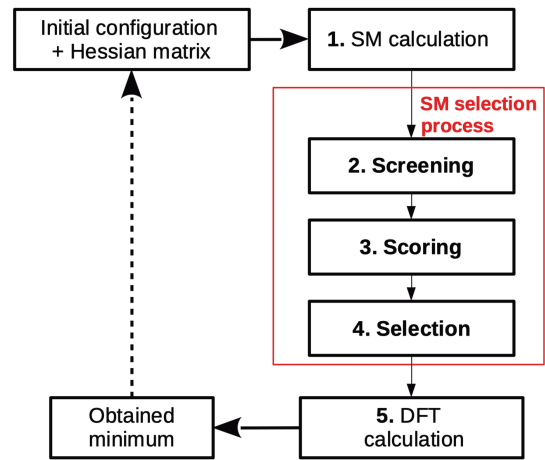 Initial configuration
+ Hessian matrix
1. SM calculation
SM selection
process
2. Screening
3. Scoring
4. Selection
5. DFT
calculation
Obtained
minimum